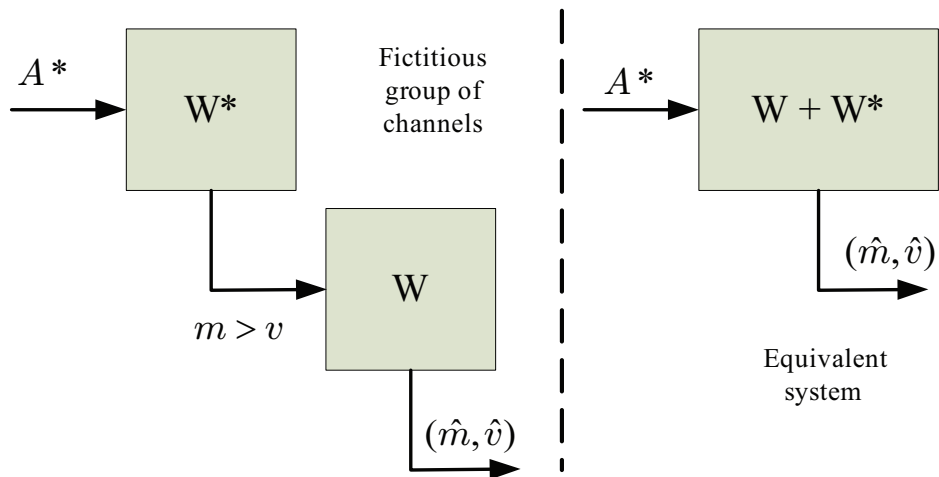 A*
W*
Fictitious
group of
channels
m > v
W
(m̂, v̂)
A*
W + W*
(m̂, v̂)
Equivalent
system